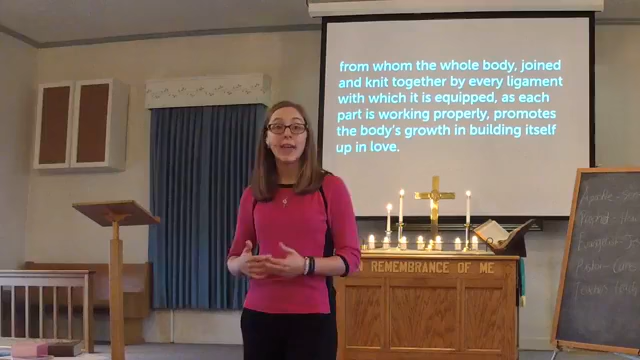 from whom the whole body, joined
and knit together by every ligament
with which it is equipped, as each
part is working properly, promotes
the body's growth in building itself
up in love.
REMEMBRANCE OF ME